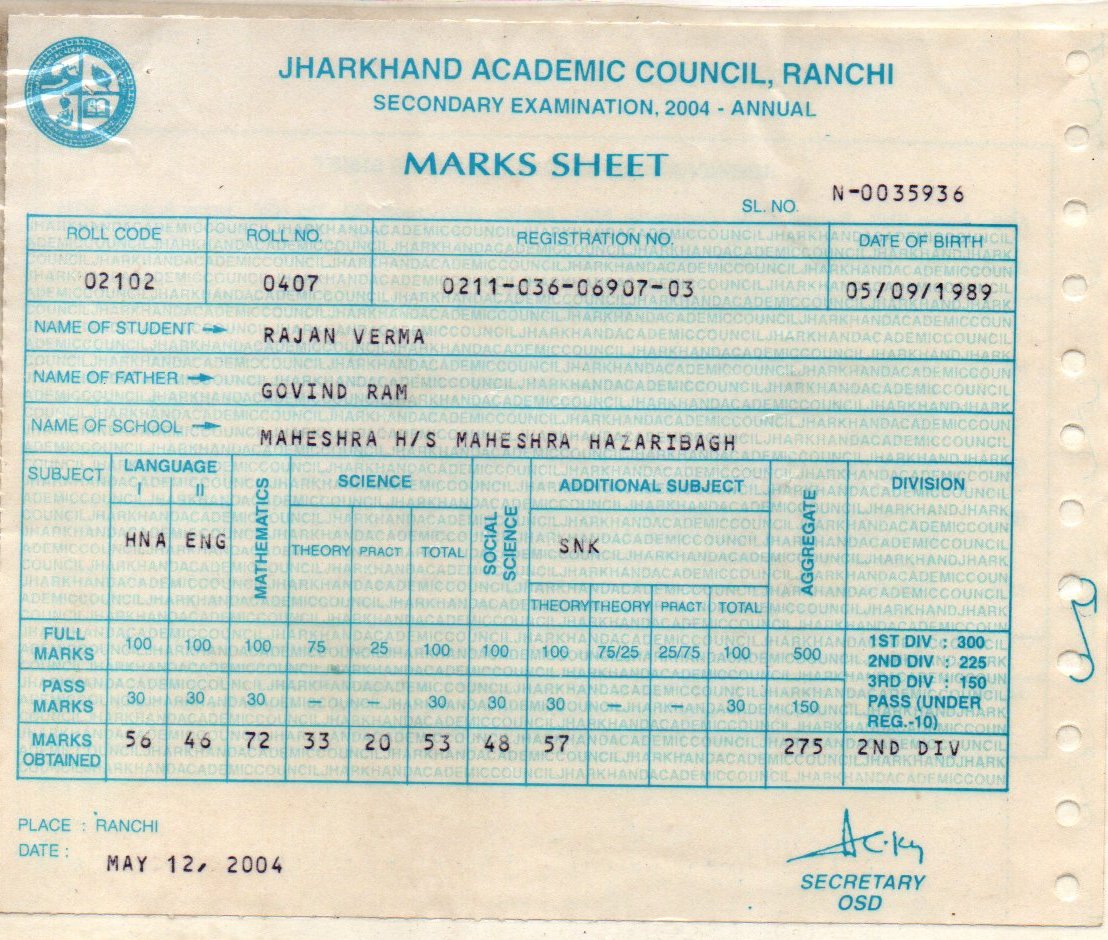 JHARKHAND ACADEMIC COUNCIL, RANCHI
SECONDARY EXAMINATION, 2004 - ANNUAL
MARKS SHEET
SL. NO. N-0035936
ROLL CODE ROLL NO. REGISTRATION NO. DATE OF BIRTH
02102 0407 0211-036-06907-03 05/09/1989
NAME OF STUDENT → RAJAN VERMA
NAME OF FATHER → GOVIND RAM
NAME OF SCHOOL → MAHESHRA H/S MAHESHRA HAZARIBAGH
SUBJECT LANGUAGE I II MATHEMATICS SCIENCE SOCIAL SCIENCE ADDITIONAL SUBJECT AGGREGATE DIVISION
HNA ENG THEORY PRACT TOTAL SNK
THEORY THEORY PRACT. TOTAL
FULL MARKS 100 100 100 75 25 100 100 100 75/25 25/75 100 500 1ST DIV : 300
2ND DIV : 225
3RD DIV : 150
PASS MARKS 30 30 30 – – 30 30 30 – – 30 150 PASS (UNDER REG.-10)
MARKS OBTAINED 56 46 72 33 20 53 48 57 275 2ND DIV
PLACE : RANCHI
DATE : MAY 12, 2004
SECRETARY
OSD